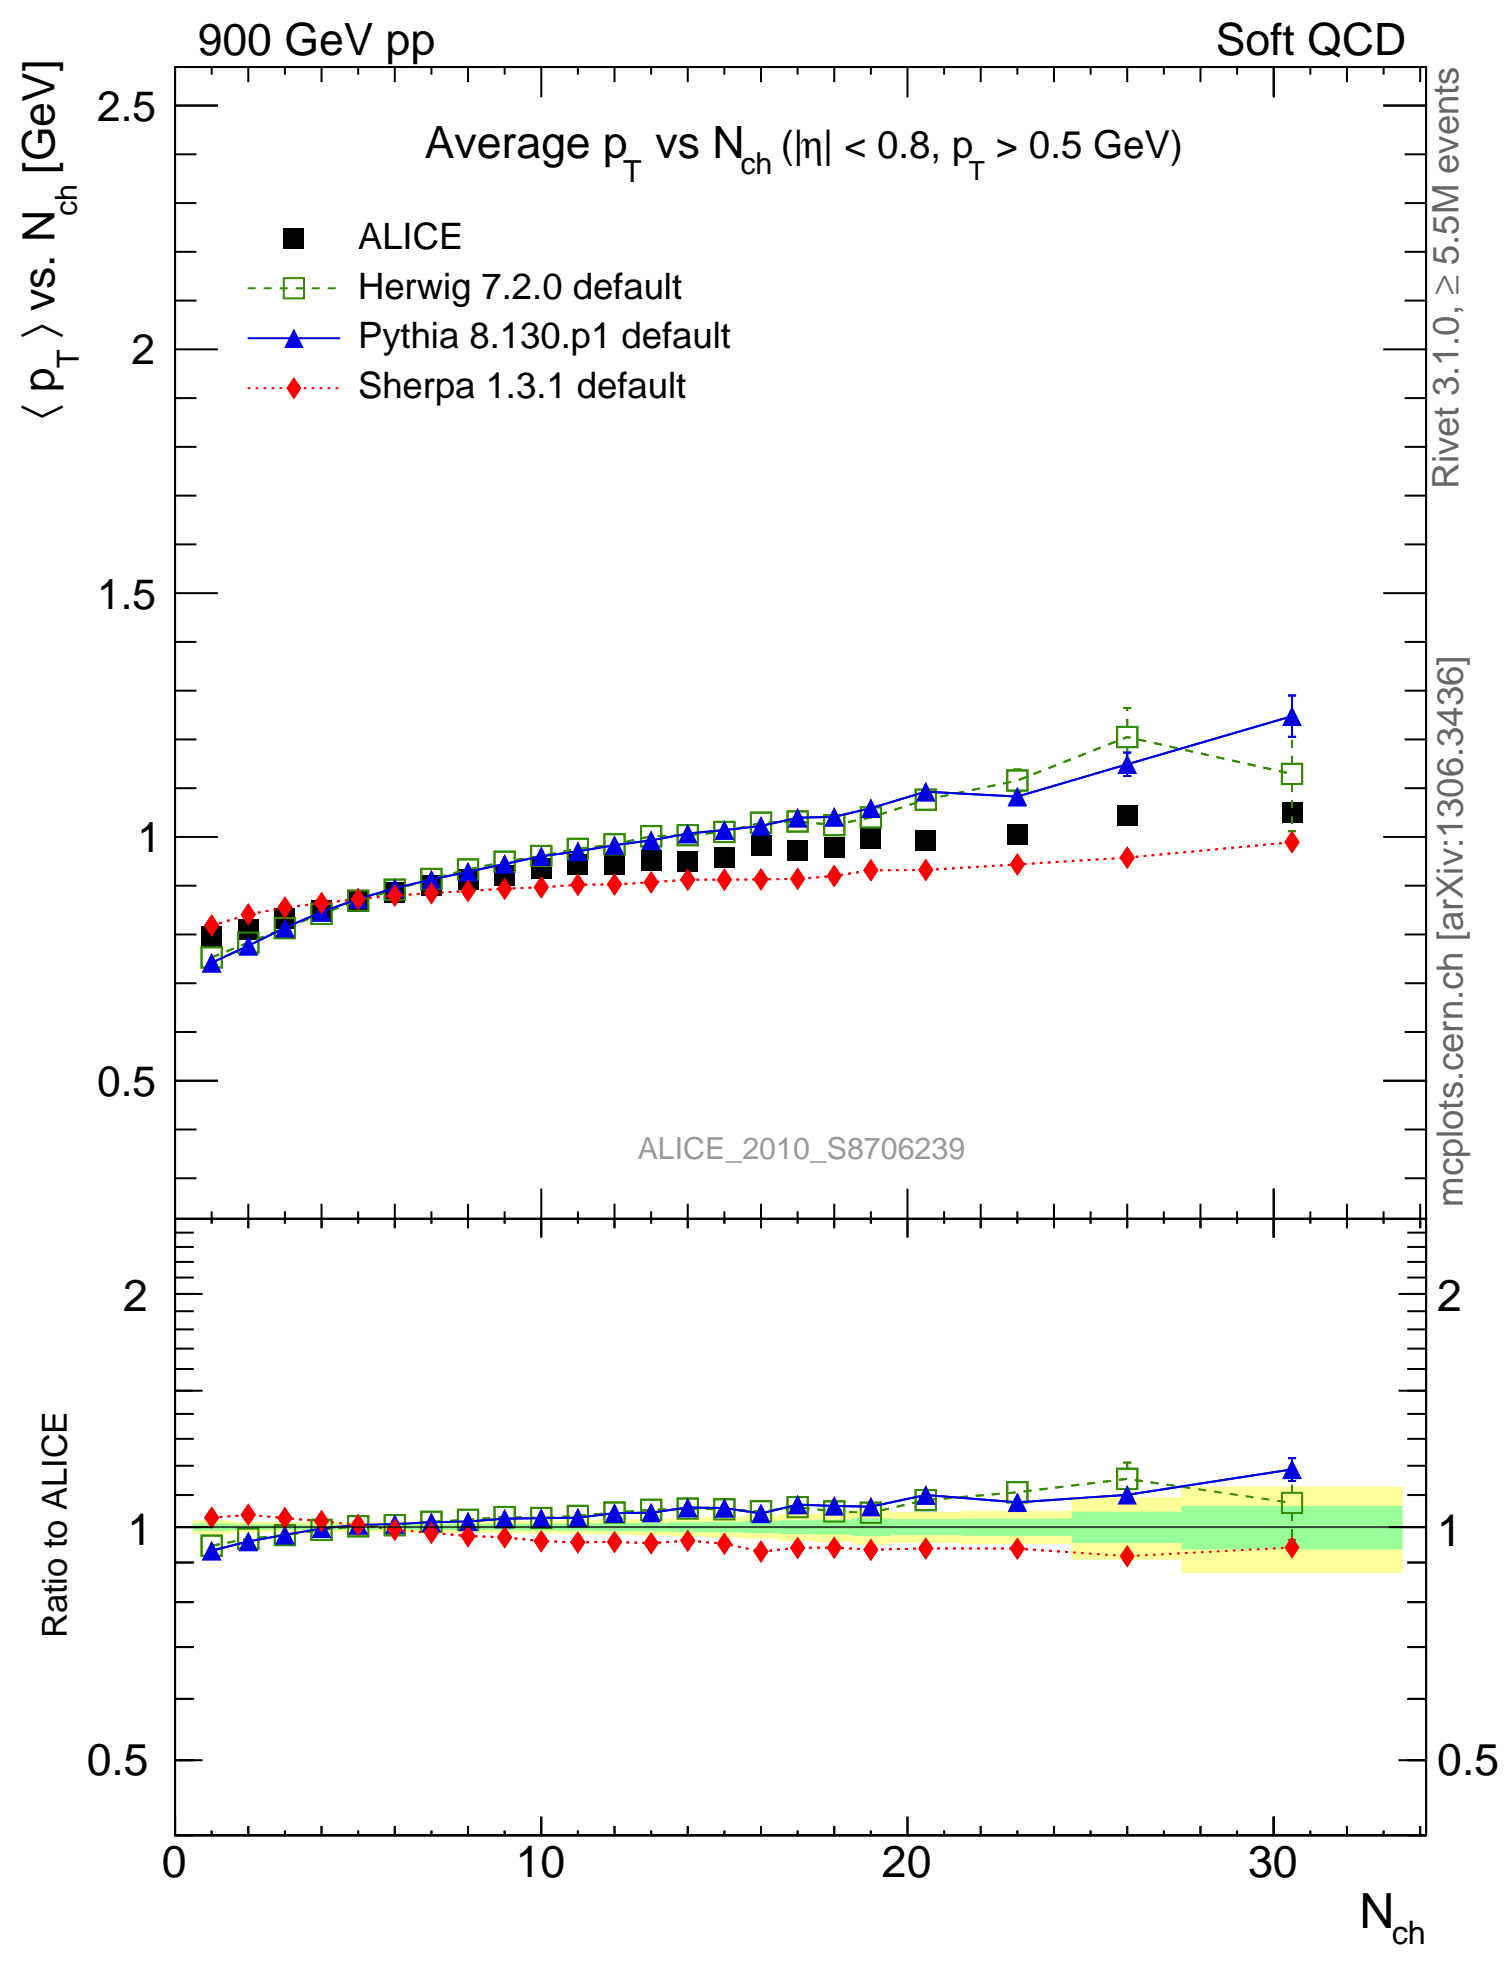 900 GeV pp
Soft QCD
⟨ p_T ⟩ vs. N_ch [GeV]
Average p_T vs N_ch (|η| < 0.8, p_T > 0.5 GeV)
ALICE
Herwig 7.2.0 default
Pythia 8.130.p1 default
Sherpa 1.3.1 default
2.5
2
1.5
1
0.5
ALICE_2010_S8706239
Rivet 3.1.0, ≥ 5.5M events
mcplots.cern.ch [arXiv:1306.3436]
Ratio to ALICE
2
1
0.5
2
1
0.5
0 10 20 30
N_ch